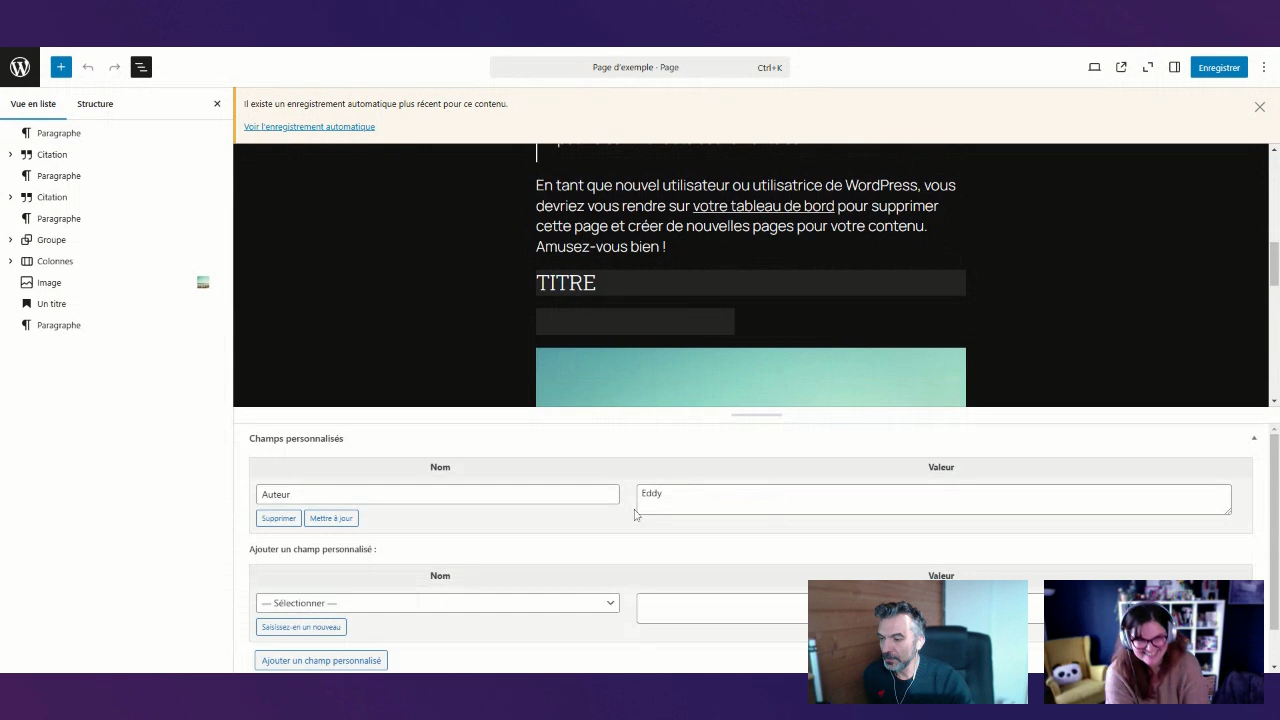 Page d'exemple · Page
Ctrl+K
Enregistrer
Vue en liste
Structure
Il existe un enregistrement automatique plus récent pour ce contenu.
Voir l'enregistrement automatique
Paragraphe
Citation
Paragraphe
Citation
Paragraphe
Groupe
Colonnes
Image
Un titre
Paragraphe
En tant que nouvel utilisateur ou utilisatrice de WordPress, vous
devriez vous rendre sur votre tableau de bord pour supprimer
cette page et créer de nouvelles pages pour votre contenu.
Amusez-vous bien !
TITRE
Champs personnalisés
Nom
Valeur
Auteur
Eddy
Supprimer
Mettre à jour
Ajouter un champ personnalisé :
Nom
Valeur
— Sélectionner —
Saisissez-en un nouveau
Ajouter un champ personnalisé